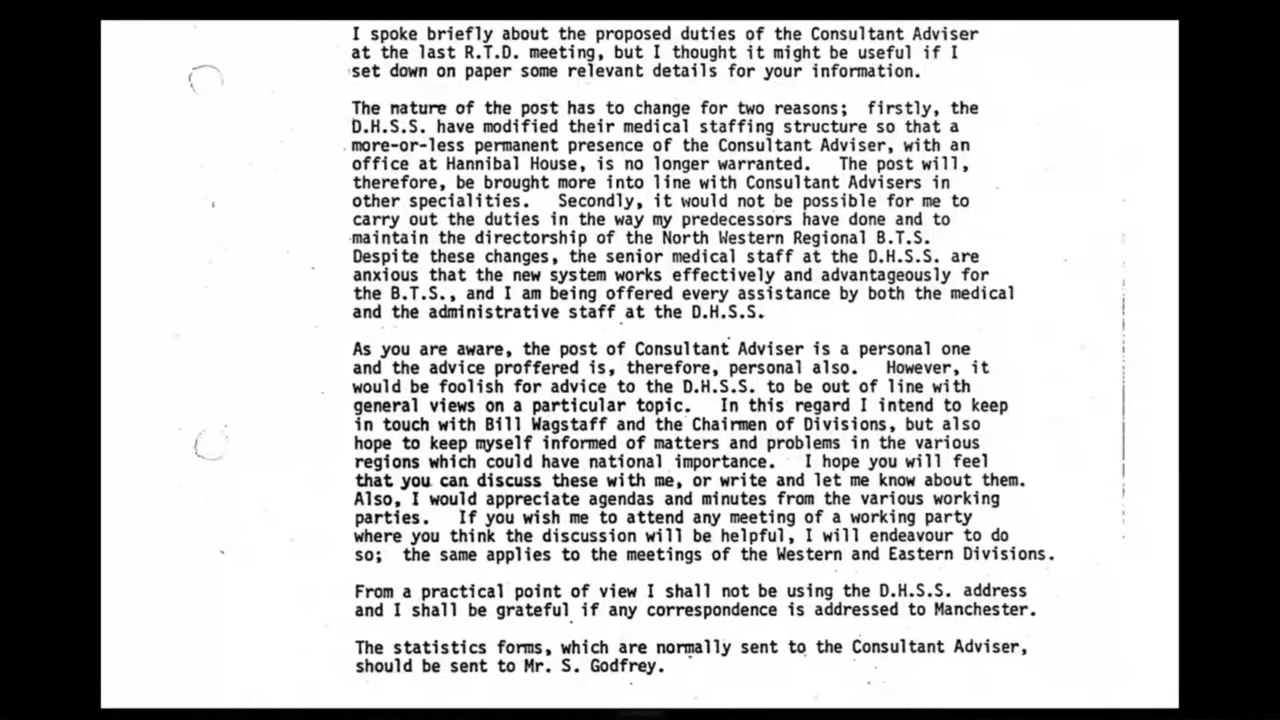 I spoke briefly about the proposed duties of the Consultant Adviser
at the last R.T.D. meeting, but I thought it might be useful if I
set down on paper some relevant details for your information.
The nature of the post has to change for two reasons; firstly, the
D.H.S.S. have modified their medical staffing structure so that a
more-or-less permanent presence of the Consultant Adviser, with an
office at Hannibal House, is no longer warranted. The post will,
therefore, be brought more into line with Consultant Advisers in
other specialities. Secondly, it would not be possible for me to
carry out the duties in the way my predecessors have done and to
maintain the directorship of the North Western Regional B.T.S.
Despite these changes, the senior medical staff at the D.H.S.S. are
anxious that the new system works effectively and advantageously for
the B.T.S., and I am being offered every assistance by both the medical
and the administrative staff at the D.H.S.S.
As you are aware, the post of Consultant Adviser is a personal one
and the advice proffered is, therefore, personal also. However, it
would be foolish for advice to the D.H.S.S. to be out of line with
general views on a particular topic. In this regard I intend to keep
in touch with Bill Wagstaff and the Chairmen of Divisions, but also
hope to keep myself informed of matters and problems in the various
regions which could have national importance. I hope you will feel
that you can discuss these with me, or write and let me know about them.
Also, I would appreciate agendas and minutes from the various working
parties. If you wish me to attend any meeting of a working party
where you think the discussion will be helpful, I will endeavour to do
so; the same applies to the meetings of the Western and Eastern Divisions.
From a practical point of view I shall not be using the D.H.S.S. address
and I shall be grateful if any correspondence is addressed to Manchester.
The statistics forms, which are normally sent to the Consultant Adviser,
should be sent to Mr. S. Godfrey.